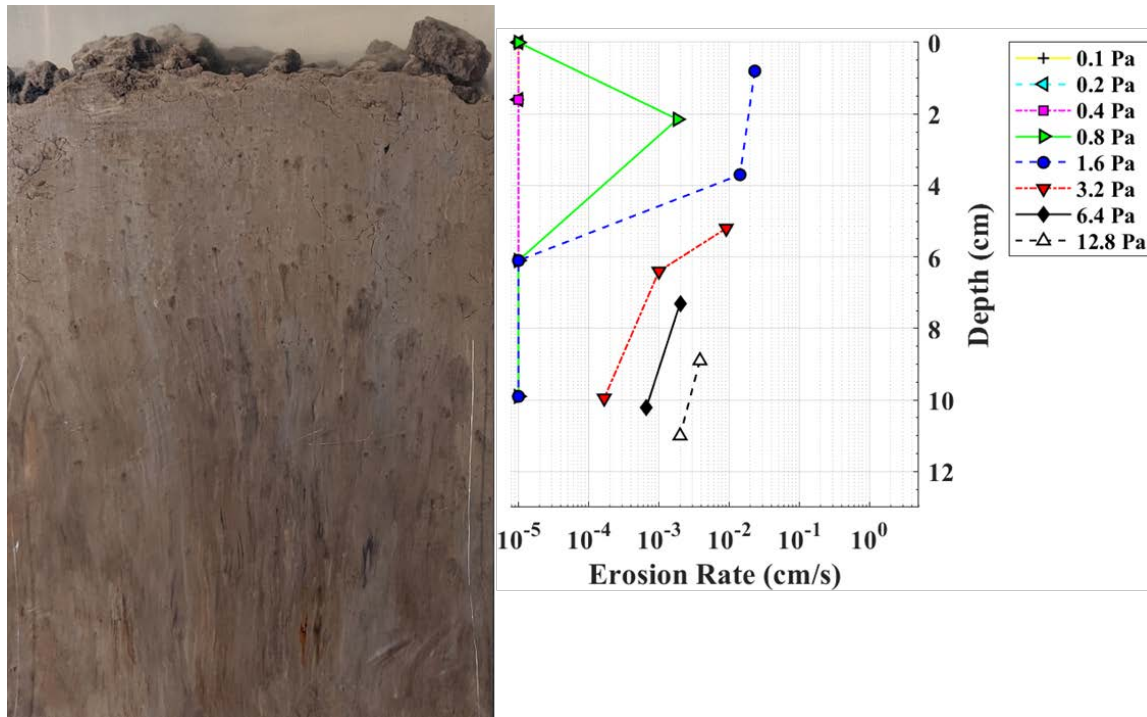 0
2
4
6
8
10
12
Depth (cm)
10^-5 10^-4 10^-3 10^-2 10^-1 10^0
Erosion Rate (cm/s)
0.1 Pa
0.2 Pa
0.4 Pa
0.8 Pa
1.6 Pa
3.2 Pa
6.4 Pa
12.8 Pa